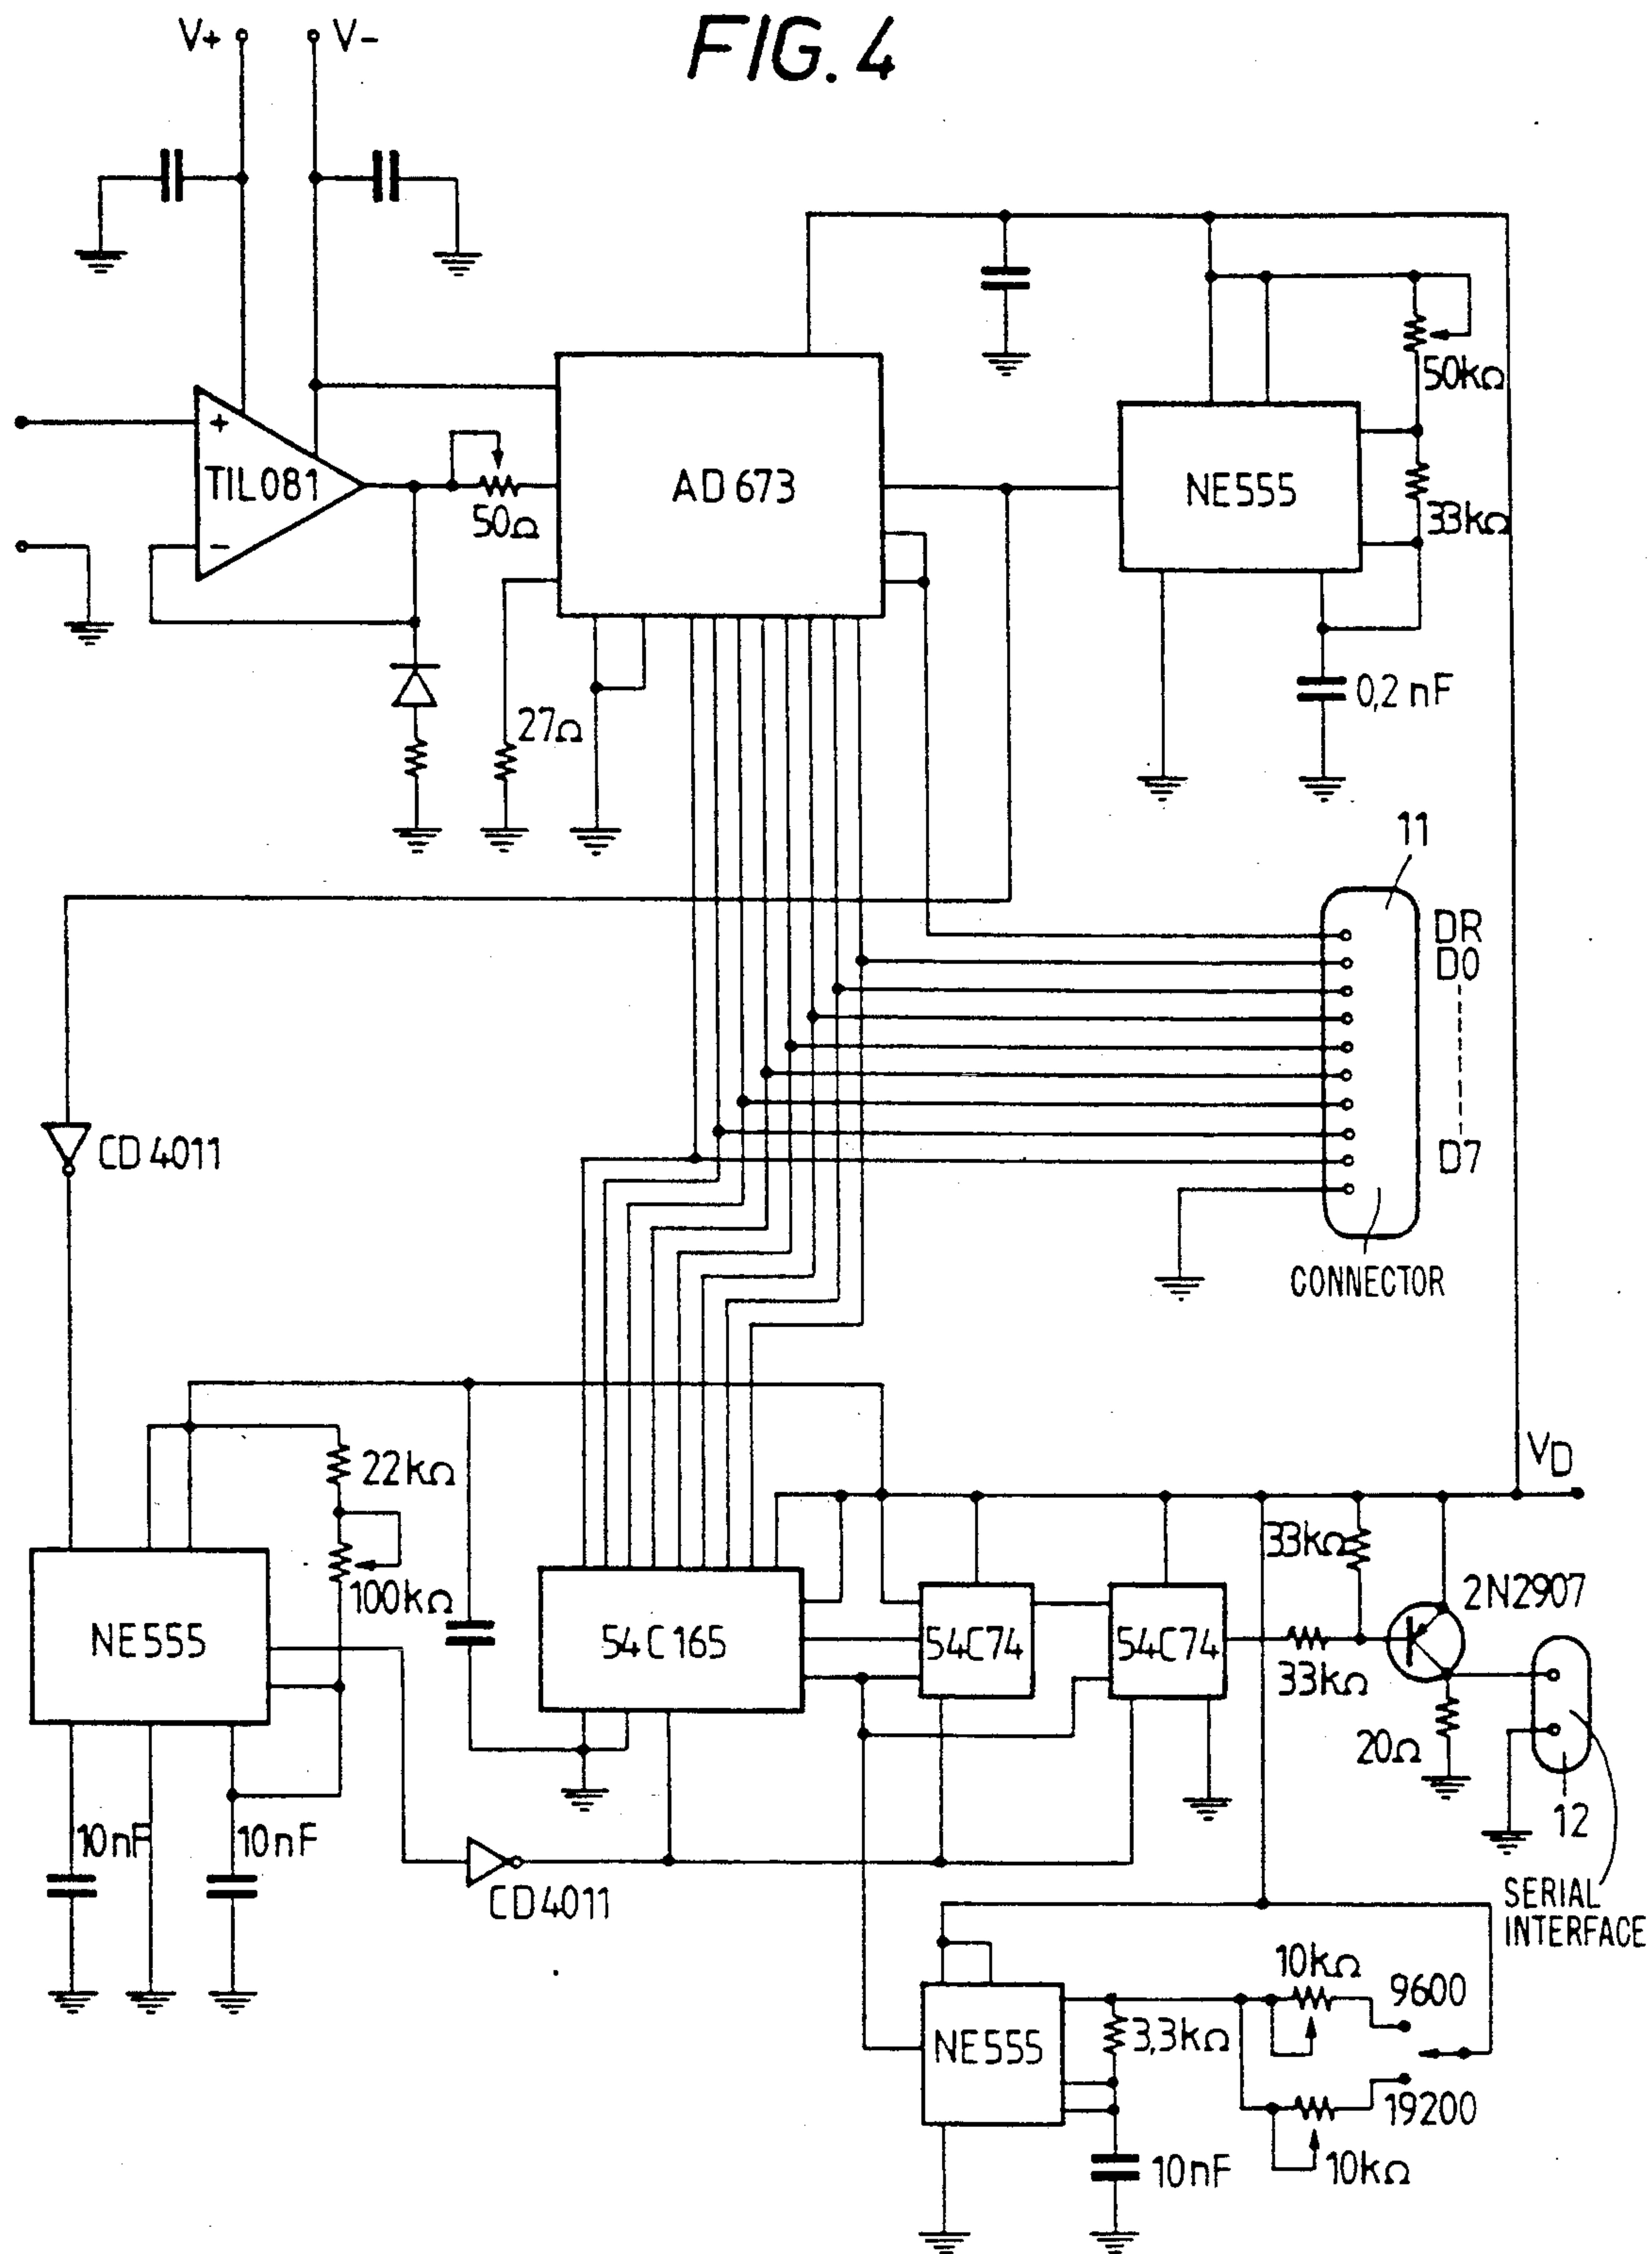 FIG. 4
V+
V-
50kΩ
+
TIL081
-
50Ω
AD 673
NE555
33kΩ
27Ω
0,2 nF
11
DR
D0
CD 4011
D7
CONNECTOR
VD
22kΩ
33kΩ
2N2907
100kΩ
NE555
54C165
54C74
54C74
33kΩ
20Ω
12
10nF
10nF
CD4011
SERIAL
INTERFACE
10kΩ
9600
NE555
3,3kΩ
19200
10nF
10kΩ